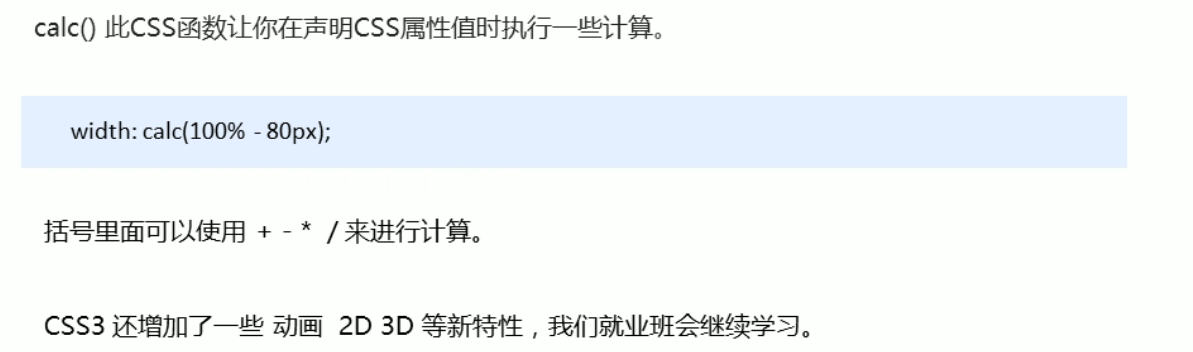 calc() 此CSS函数让你在声明CSS属性值时执行一些计算。
width: calc(100% - 80px);
括号里面可以使用 + - * / 来进行计算。
CSS3 还增加了一些 动画 2D 3D 等新特性，我们就业班会继续学习。